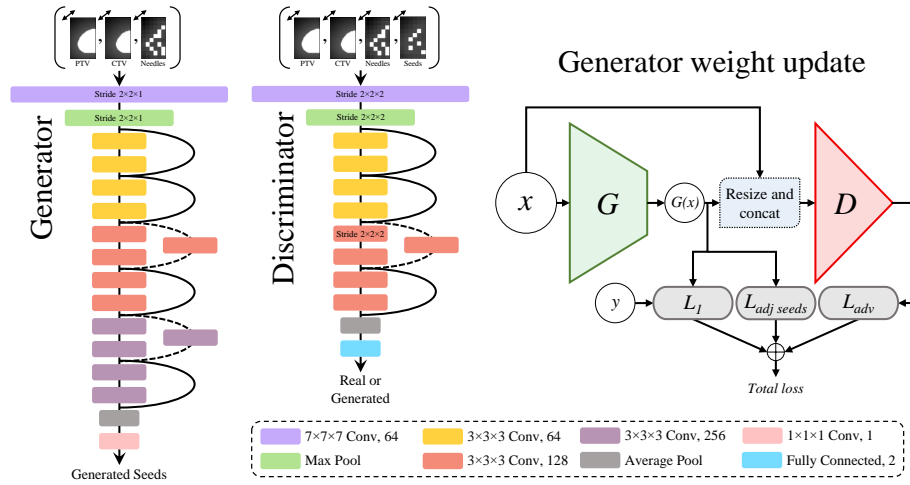 PTV
,
CTV
,
Needles
Stride 2×2×1
Stride 2×2×1
Generator
Generated Seeds
PTV
,
CTV
,
Needles
,
Seeds
Stride 2×2×2
Stride 2×2×2
Stride 2×2×2
Discriminator
Real or
Generated
Generator weight update
x
G
G(x)
Resize and
concat
D
y
L1
Ladj seeds
Ladv
Total loss
7×7×7 Conv, 64
3×3×3 Conv, 64
3×3×3 Conv, 256
1×1×1 Conv, 1
Max Pool
3×3×3 Conv, 128
Average Pool
Fully Connected, 2